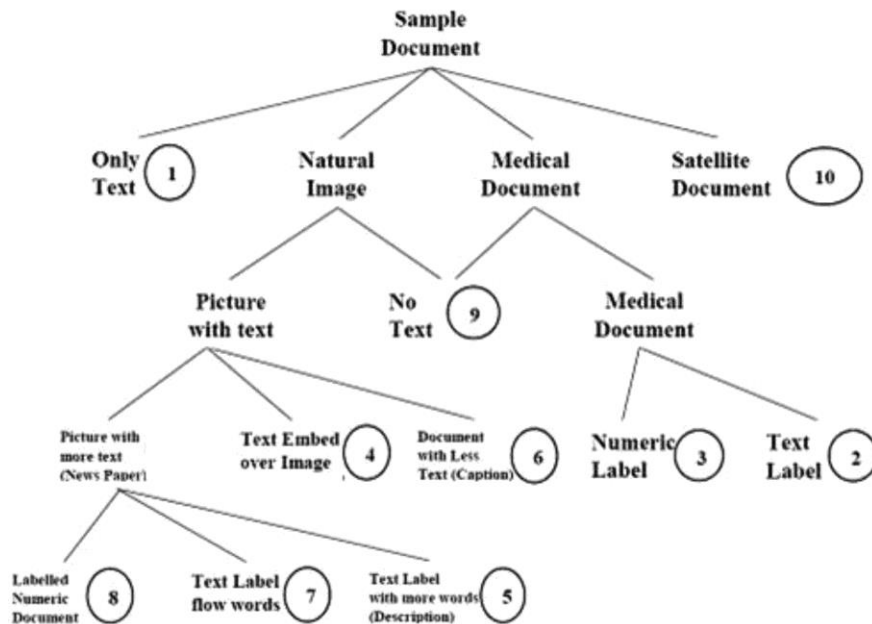 Sample
Document
Only
Text
1
Natural
Image
Medical
Document
Satellite
Document
10
Picture
with text
No
Text
9
Medical
Document
Picture with
more text
(News Paper)
Text Embed
over Image
4
Document
with Less
Text (Caption)
6
Numeric
Label
3
Text
Label
2
Labelled
Numeric
Document
8
Text Label
flow words
7
Text Label
with more words
(Description)
5